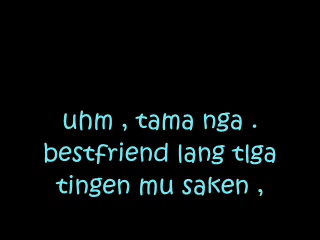 uhm , tama nga .
bestfriend lang tlga
tingen mu saken ,